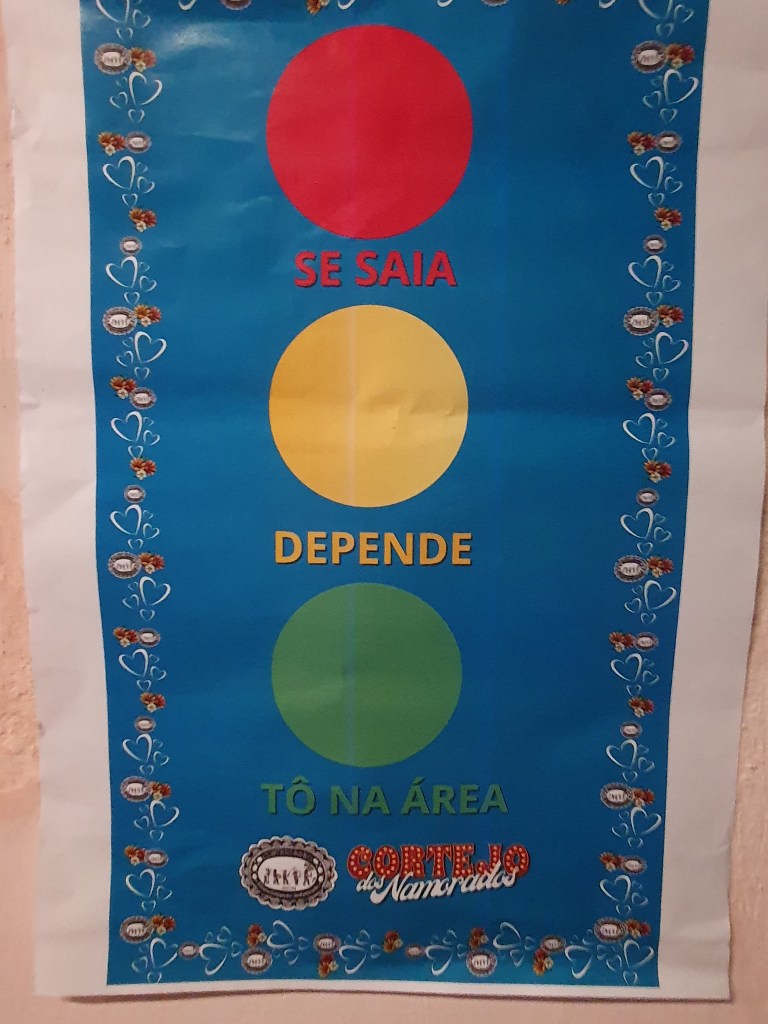 SE SAIA
DEPENDE
TÔ NA ÁREA
CORTEJO
dos Namorados